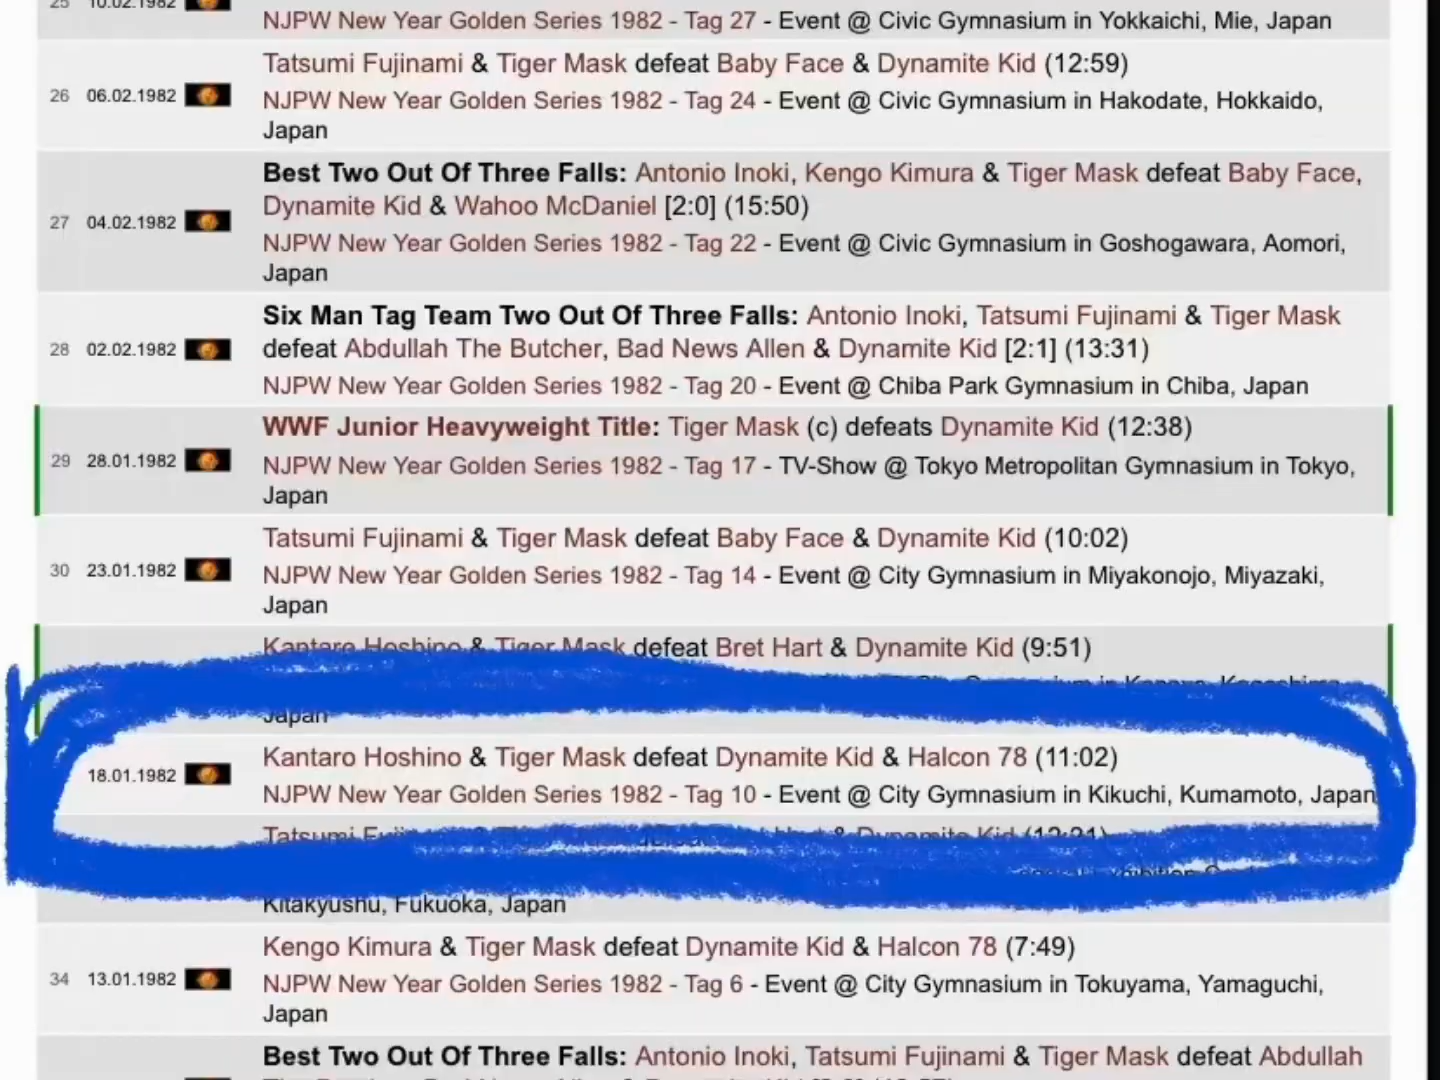 25 10.02.1982
NJPW New Year Golden Series 1982 - Tag 27 - Event @ Civic Gymnasium in Yokkaichi, Mie, Japan
Tatsumi Fujinami & Tiger Mask defeat Baby Face & Dynamite Kid (12:59)
26 06.02.1982 NJPW New Year Golden Series 1982 - Tag 24 - Event @ Civic Gymnasium in Hakodate, Hokkaido,
Japan
Best Two Out Of Three Falls: Antonio Inoki, Kengo Kimura & Tiger Mask defeat Baby Face,
27 04.02.1982 Dynamite Kid & Wahoo McDaniel [2:0] (15:50)
NJPW New Year Golden Series 1982 - Tag 22 - Event @ Civic Gymnasium in Goshogawara, Aomori,
Japan
Six Man Tag Team Two Out Of Three Falls: Antonio Inoki, Tatsumi Fujinami & Tiger Mask
28 02.02.1982 defeat Abdullah The Butcher, Bad News Allen & Dynamite Kid [2:1] (13:31)
NJPW New Year Golden Series 1982 - Tag 20 - Event @ Chiba Park Gymnasium in Chiba, Japan
WWF Junior Heavyweight Title: Tiger Mask (c) defeats Dynamite Kid (12:38)
29 28.01.1982 NJPW New Year Golden Series 1982 - Tag 17 - TV-Show @ Tokyo Metropolitan Gymnasium in Tokyo,
Japan
Tatsumi Fujinami & Tiger Mask defeat Baby Face & Dynamite Kid (10:02)
30 23.01.1982 NJPW New Year Golden Series 1982 - Tag 14 - Event @ City Gymnasium in Miyakonojo, Miyazaki,
Japan
Kantaro Hoshino & Tiger Mask defeat Bret Hart & Dynamite Kid (9:51)
City Gymnasium in
Japan
Kantaro Hoshino & Tiger Mask defeat Dynamite Kid & Halcon 78 (11:02)
18.01.1982 NJPW New Year Golden Series 1982 - Tag 10 - Event @ City Gymnasium in Kikuchi, Kumamoto, Japan
Tatsumi & Dynamite Kid
Kitakyushu, Fukuoka, Japan
Kengo Kimura & Tiger Mask defeat Dynamite Kid & Halcon 78 (7:49)
34 13.01.1982 NJPW New Year Golden Series 1982 - Tag 6 - Event @ City Gymnasium in Tokuyama, Yamaguchi,
Japan
Best Two Out Of Three Falls: Antonio Inoki, Tatsumi Fujinami & Tiger Mask defeat Abdullah